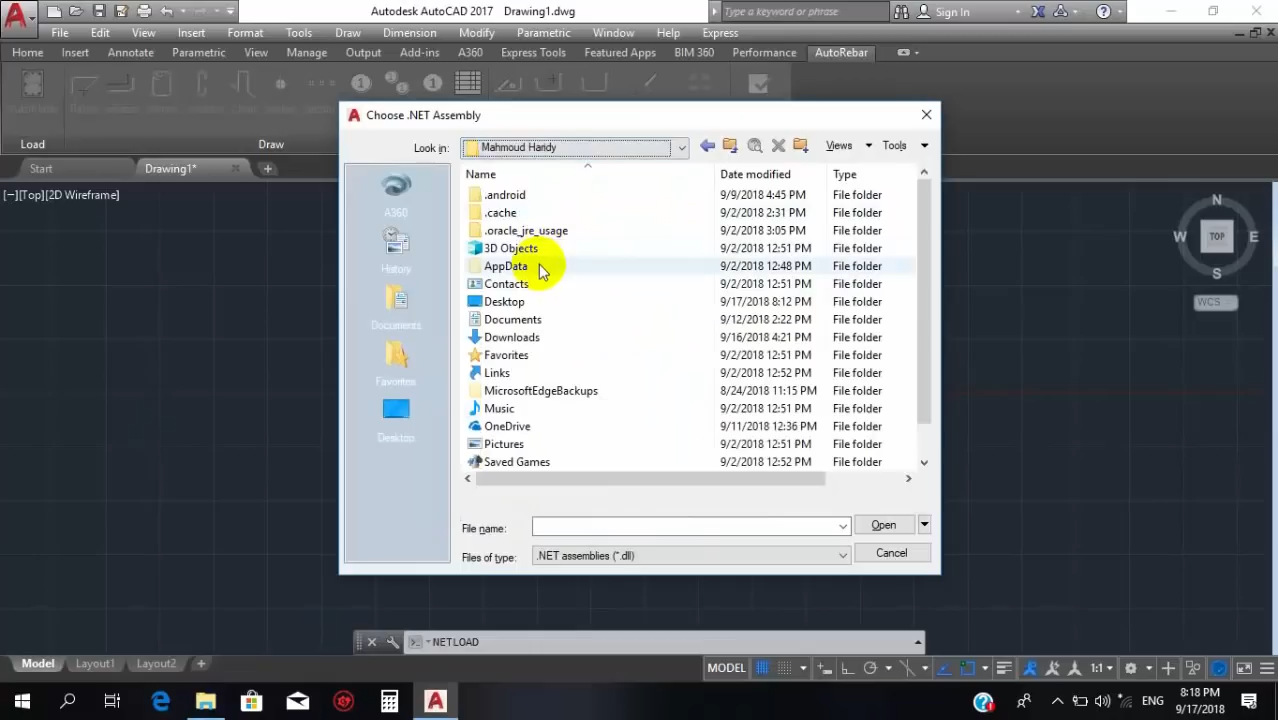 Autodesk AutoCAD 2017 Drawing1.dwg
Type a keyword or phrase
Sign In
File Edit View Insert Format Tools Draw Dimension Modify Parametric Window Help Express
Home Insert Annotate Parametric View Manage Output Add-ins A360 Express Tools Featured Apps BIM 360 Performance AutoRebar
Load
Draw
Start
Drawing1*
[−][Top][2D Wireframe]
Choose .NET Assembly
Look in: Mahmoud Hamdy
Views Tools
Name Date modified Type
.android 9/9/2018 4:45 PM File folder
.cache 9/2/2018 2:31 PM File folder
.oracle_jre_usage 9/2/2018 3:05 PM File folder
3D Objects 9/2/2018 12:51 PM File folder
AppData 9/2/2018 12:48 PM File folder
Contacts 9/2/2018 12:51 PM File folder
Desktop 9/17/2018 8:12 PM File folder
Documents 9/12/2018 2:22 PM File folder
Downloads 9/16/2018 4:21 PM File folder
Favorites 9/2/2018 12:51 PM File folder
Links 9/2/2018 12:52 PM File folder
MicrosoftEdgeBackups 8/24/2018 11:15 PM File folder
Music 9/2/2018 12:51 PM File folder
OneDrive 9/11/2018 12:36 PM File folder
Pictures 9/2/2018 12:51 PM File folder
Saved Games 9/2/2018 12:52 PM File folder
A360
History
Documents
Favorites
Desktop
File name:
Open
Files of type: .NET assemblies (*.dll)
Cancel
N
W TOP E
S
WCS
NETLOAD
Model Layout1 Layout2
MODEL
1:1
ENG
8:18 PM
9/17/2018